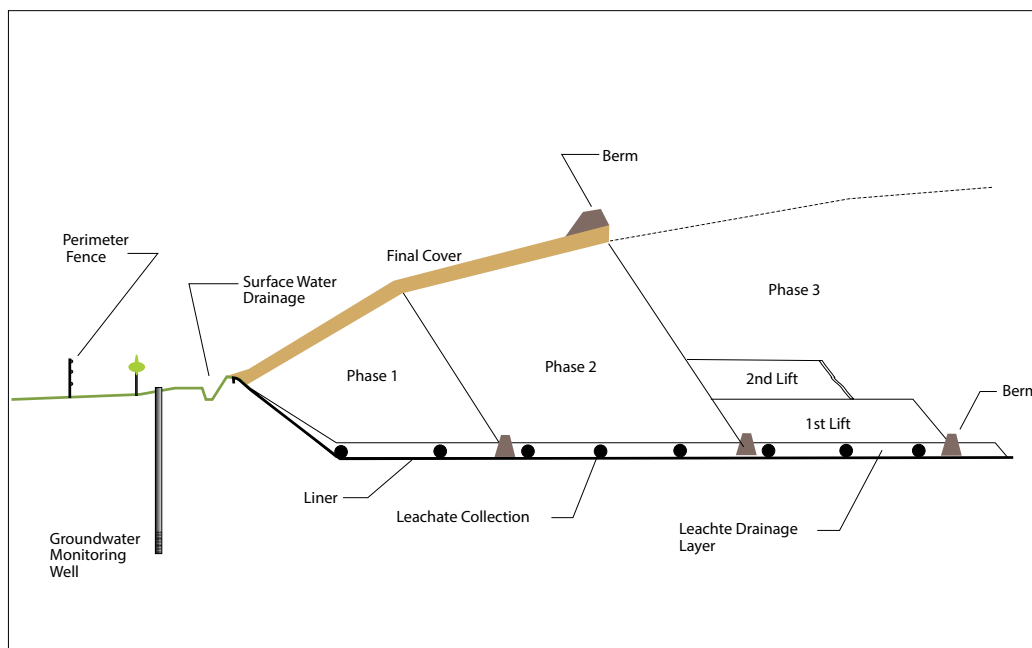 Berm
Perimeter
Fence
Final Cover
Surface Water
Drainage
Phase 3
Phase 1
Phase 2
2nd Lift
Berm
1st Lift
Liner
Leachate Collection
Leachte Drainage
Layer
Groundwater
Monitoring
Well